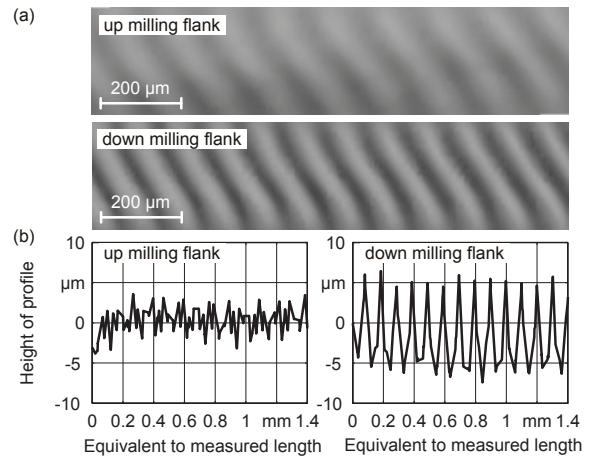 (a)
up milling flank
200 µm
down milling flank
200 µm
(b)
10
µm
0
-5
-10
up milling flank
Height of profile
0 0.2 0.4 0.6 0.8 1 mm 1.4
Equivalent to measured length
10
µm
0
-5
-10
down milling flank
0 0.2 0.4 0.6 0.8 1 mm 1.4
Equivalent to measured length